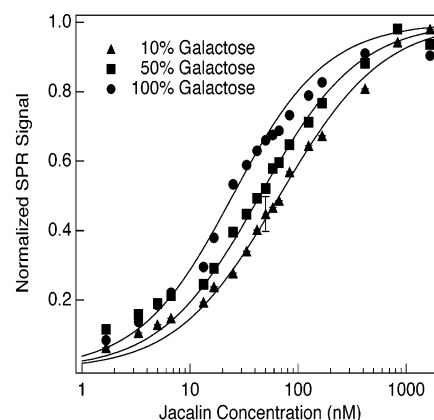 1.0
10% Galactose
50% Galactose
100% Galactose
0.8
0.6
0.4
0.2
Normalized SPR Signal
1 10 100 1000
Jacalin Concentration (nM)